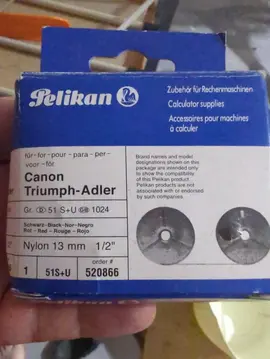 Pelikan
Zubehör für Rechenmaschinen
Calculator supplies
Accessoires pour machines
à calculer
für-for-pour-para-per-
voor-för
Canon
Triumph-Adler
Gr. D 51 S+U GB 1024
Schwarz-Black-Noir-Negro
Rot - Red - Rouge - Rojo
Nylon 13 mm 1/2"
order #
1 51S+U 520866
Brand names and model
designations shown on this
package are intended only
to show the compatibility
of this Pelikan product.
Pelikan products are not
associated with or endorsed
by such companies.
Pelikan